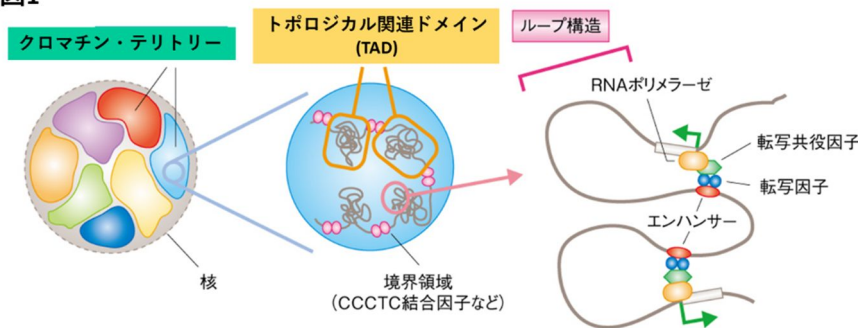 図1
クロマチン・テリトリー
トポロジカル関連ドメイン
(TAD)
ループ構造
RNAポリメラーゼ
転写共役因子
転写因子
エンハンサー
核
境界領域
(CCCTC結合因子など)